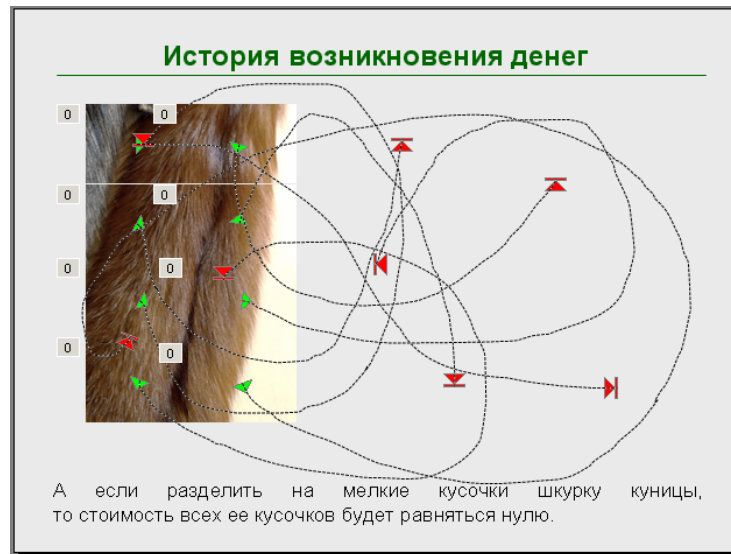 История возникновения денег
0 0
0 0
0 0
0 0
А если разделить на мелкие кусочки шкурку куницы,
то стоимость всех ее кусочков будет равняться нулю.